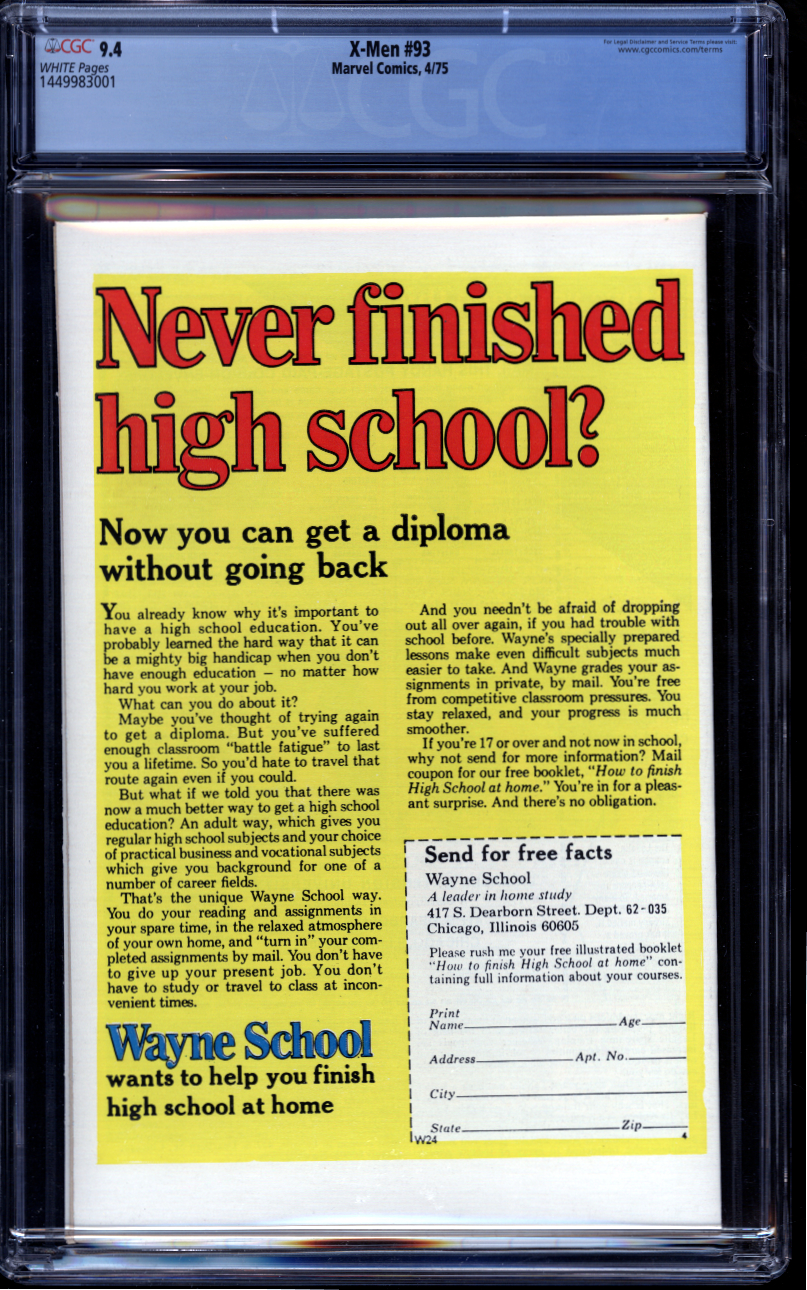 CGC 9.4
WHITE Pages
1449983001
X-Men #93
Marvel Comics, 4/75
For Legal Disclaimer and Service Terms please visit:
www.cgccomics.com/terms
CGC
Never finished
high school?
Now you can get a diploma
without going back
You already know why it's important to
have a high school education. You've
probably learned the hard way that it can
be a mighty big handicap when you don't
have enough education – no matter how
hard you work at your job.
What can you do about it?
Maybe you've thought of trying again
to get a diploma. But you've suffered
enough classroom "battle fatigue" to last
you a lifetime. So you'd hate to travel that
route again even if you could.
But what if we told you that there was
now a much better way to get a high school
education? An adult way, which gives you
regular high school subjects and your choice
of practical business and vocational subjects
which give you background for one of a
number of career fields.
That's the unique Wayne School way.
You do your reading and assignments in
your spare time, in the relaxed atmosphere
of your own home, and "turn in" your com-
pleted assignments by mail. You don't have
to give up your present job. You don't
have to study or travel to class at incon-
venient times.
Wayne School
wants to help you finish
high school at home
And you needn't be afraid of dropping
out all over again, if you had trouble with
school before. Wayne's specially prepared
lessons make even difficult subjects much
easier to take. And Wayne grades your as-
signments in private, by mail. You're free
from competitive classroom pressures. You
stay relaxed, and your progress is much
smoother.
If you're 17 or over and not now in school,
why not send for more information? Mail
coupon for our free booklet, "How to finish
High School at home." You're in for a pleas-
ant surprise. And there's no obligation.
Send for free facts
Wayne School
A leader in home study
417 S. Dearborn Street. Dept. 62-035
Chicago, Illinois 60605
Please rush me your free illustrated booklet
"How to finish High School at home" con-
taining full information about your courses.
Print
Name Age
Address Apt. No.
City
State Zip
W24 4